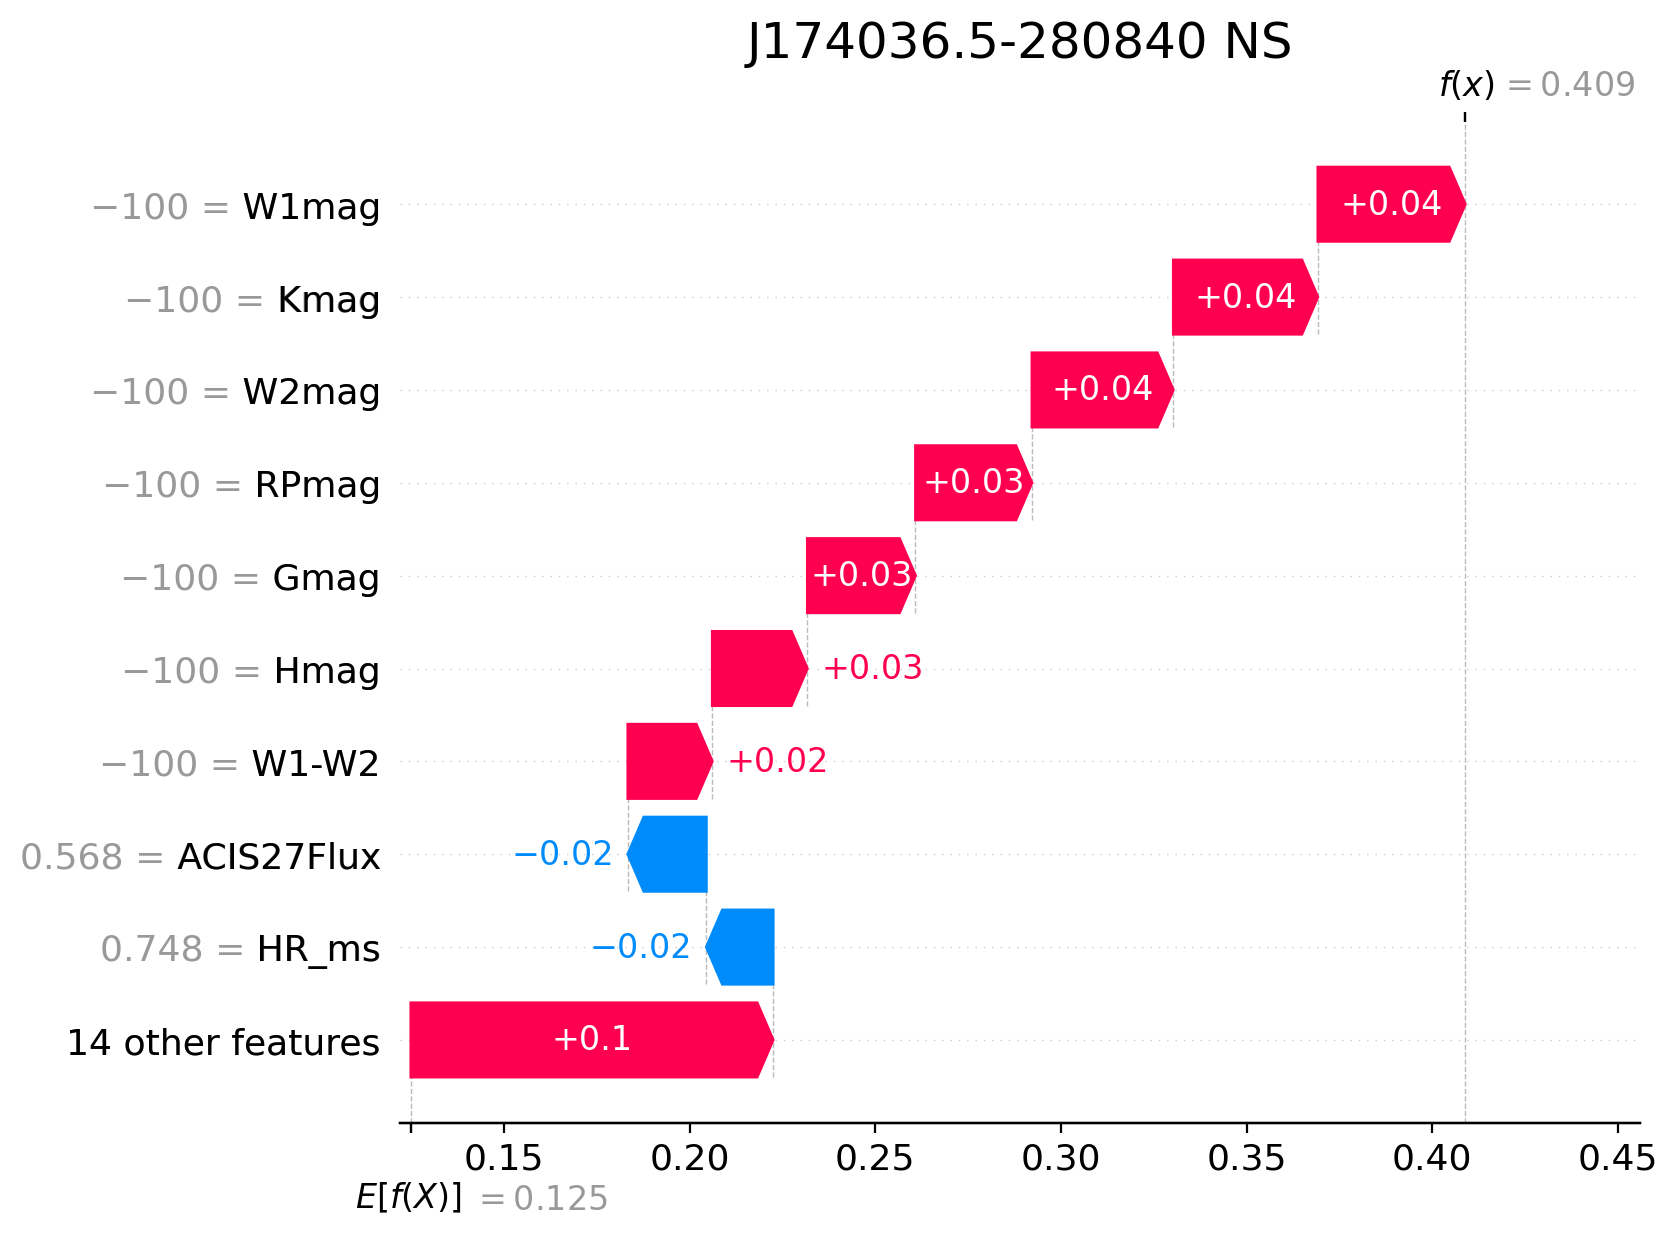 J174036.5-280840 NS
f(x) = 0.409
−100 = W1mag +0.04
−100 = Kmag +0.04
−100 = W2mag +0.04
−100 = RPmag +0.03
−100 = Gmag +0.03
−100 = Hmag +0.03
−100 = W1-W2 +0.02
0.568 = ACIS27Flux −0.02
0.748 = HR_ms −0.02
14 other features +0.1
0.15 0.20 0.25 0.30 0.35 0.40 0.45
E[f(X)] = 0.125